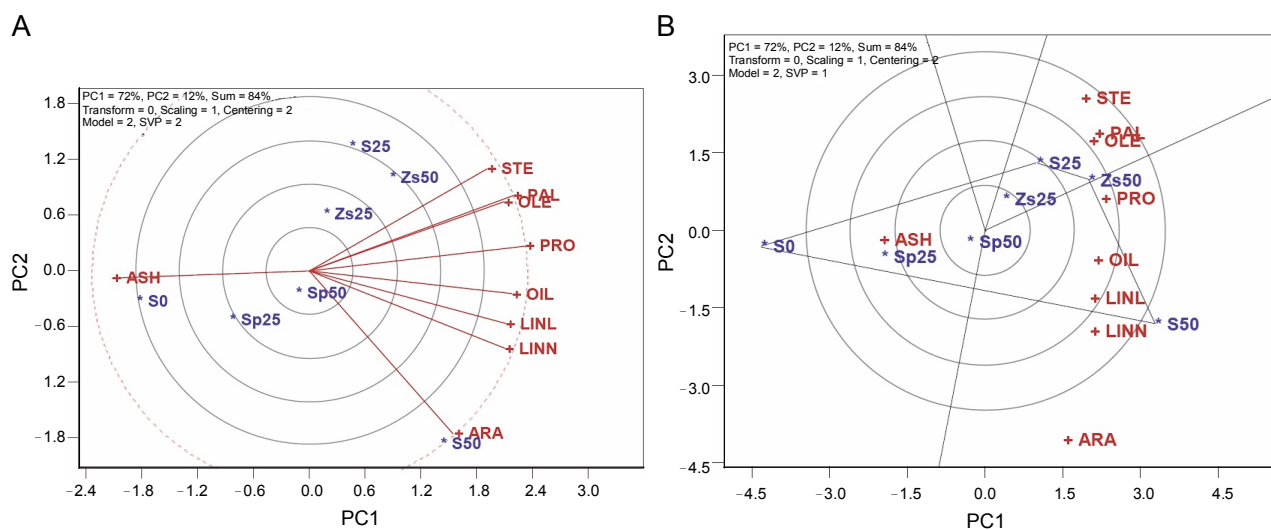 A
PC1 = 72%, PC2 = 12%, Sum = 84%
Transform = 0, Scaling = 1, Centering = 2
Model = 2, SVP = 2
1.8
1.2
0.6
0.0
−0.6
1.2
−1.8
PC2
S25
STE
Zs50
PAL
OLE
Zs25
PRO
ASH
S0
Sp50
OIL
Sp25
LINL
LINN
ARA
S50
−2.4 −1.8 −0.6 0.0 0.6 1.2 1.8 2.4 3.0
PC1
B
PC1 = 72%, PC2 = 12%, Sum = 84%
Transform = 0, Scaling = 1, Centering = 2
Model = 2, SVP = 1
3.0
1.5
0.0
−1.5
−3.0
−4.5
PC2
STE
PAL
OLE
S25
Zs50
Zs25
PRO
S0
ASH
Sp50
Sp25
OIL
LINL
S50
LINN
ARA
−4.5 −1.5 0.0 1.5 3.0 4.5
PC1